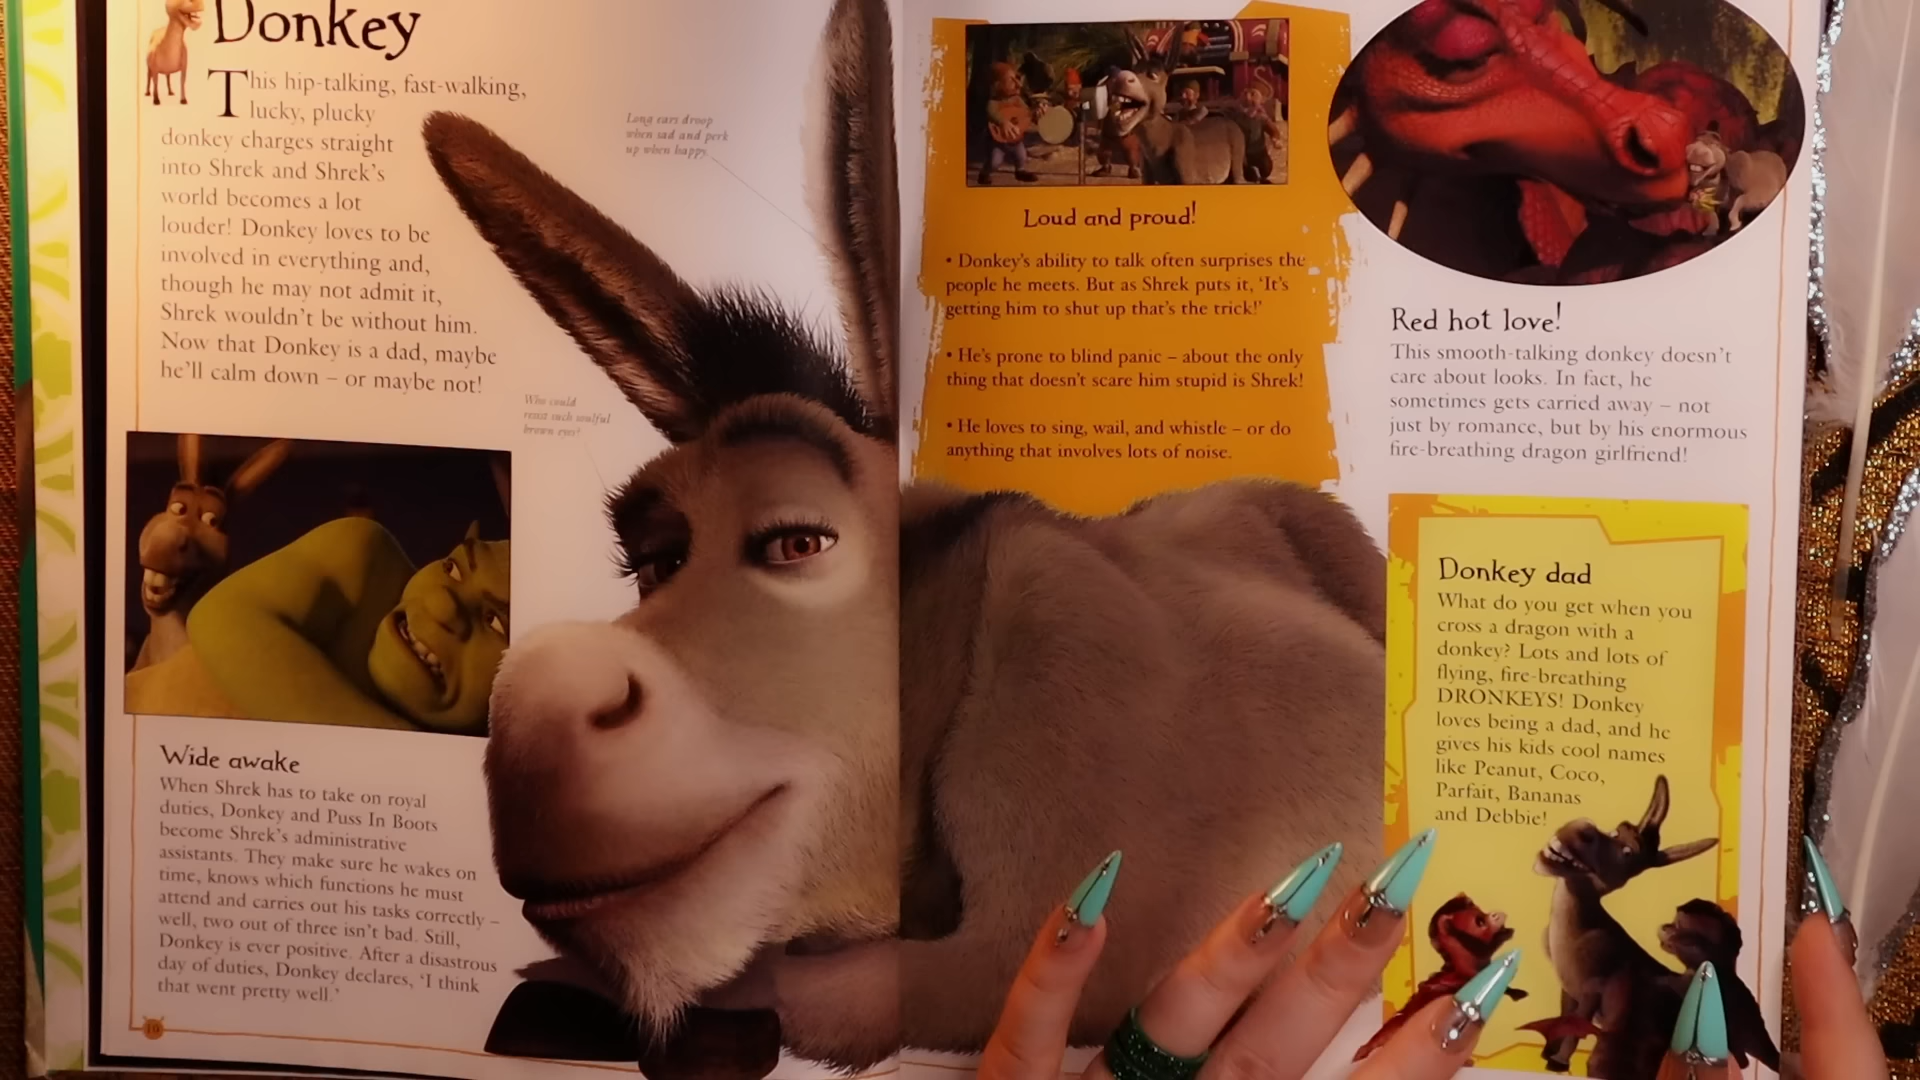 Donkey
This hip-talking, fast-walking,
lucky, plucky
donkey charges straight
into Shrek and Shrek's
world becomes a lot
louder! Donkey loves to be
involved in everything and,
though he may not admit it,
Shrek wouldn't be without him.
Now that Donkey is a dad, maybe
he'll calm down – or maybe not!
Long ears droop
when sad and perk
up when happy
Who could
resist such soulful
brown eyes?
Wide awake
When Shrek has to take on royal
duties, Donkey and Puss In Boots
become Shrek's administrative
assistants. They make sure he wakes on
time, knows which functions he must
attend and carries out his tasks correctly –
well, two out of three isn't bad. Still,
Donkey is ever positive. After a disastrous
day of duties, Donkey declares, 'I think
that went pretty well.'
10
Loud and proud!
• Donkey's ability to talk often surprises the
people he meets. But as Shrek puts it, 'It's
getting him to shut up that's the trick!'
• He's prone to blind panic – about the only
thing that doesn't scare him stupid is Shrek!
• He loves to sing, wail, and whistle – or do
anything that involves lots of noise.
Red hot love!
This smooth-talking donkey doesn't
care about looks. In fact, he
sometimes gets carried away – not
just by romance, but by his enormous
fire-breathing dragon girlfriend!
Donkey dad
What do you get when you
cross a dragon with a
donkey? Lots and lots of
flying, fire-breathing
DRONKEYS! Donkey
loves being a dad, and he
gives his kids cool names
like Peanut, Coco,
Parfait, Bananas
and Debbie!